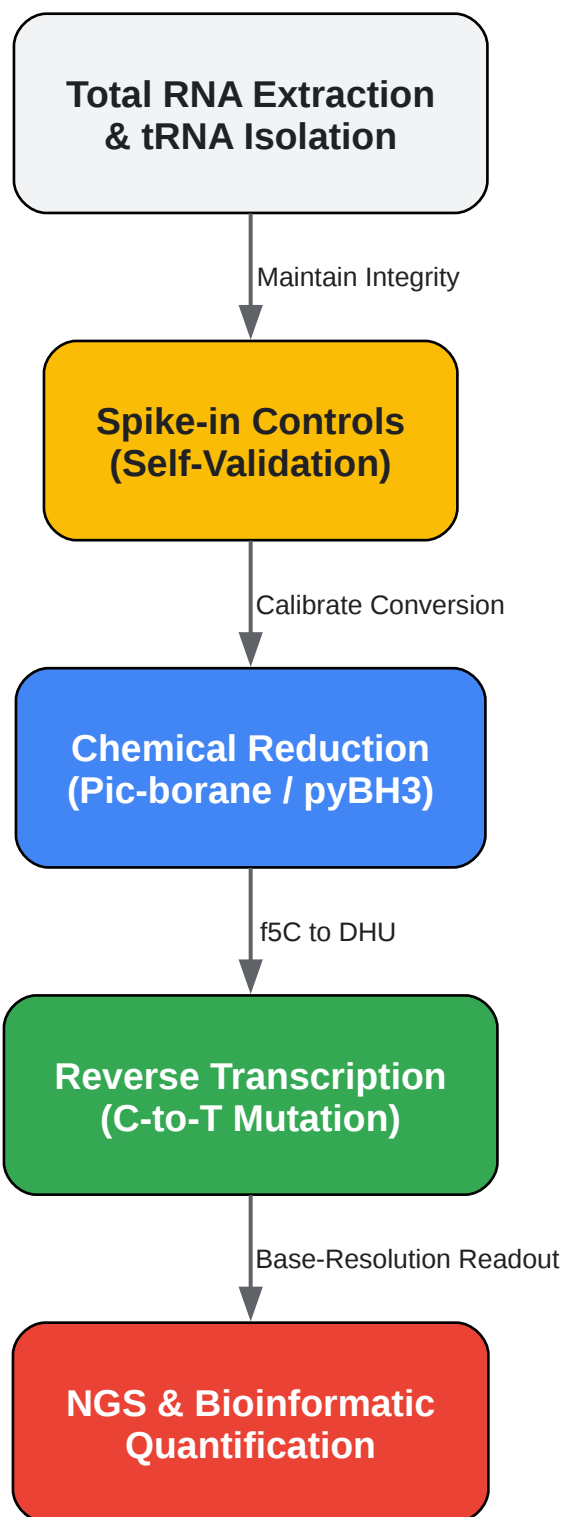 Total RNA Extraction
& tRNA Isolation
Maintain Integrity
Spike-in Controls
(Self-Validation)
Calibrate Conversion
Chemical Reduction
(Pic-borane / pyBH3)
f5C to DHU
Reverse Transcription
(C-to-T Mutation)
Base-Resolution Readout
NGS & Bioinformatic
Quantification